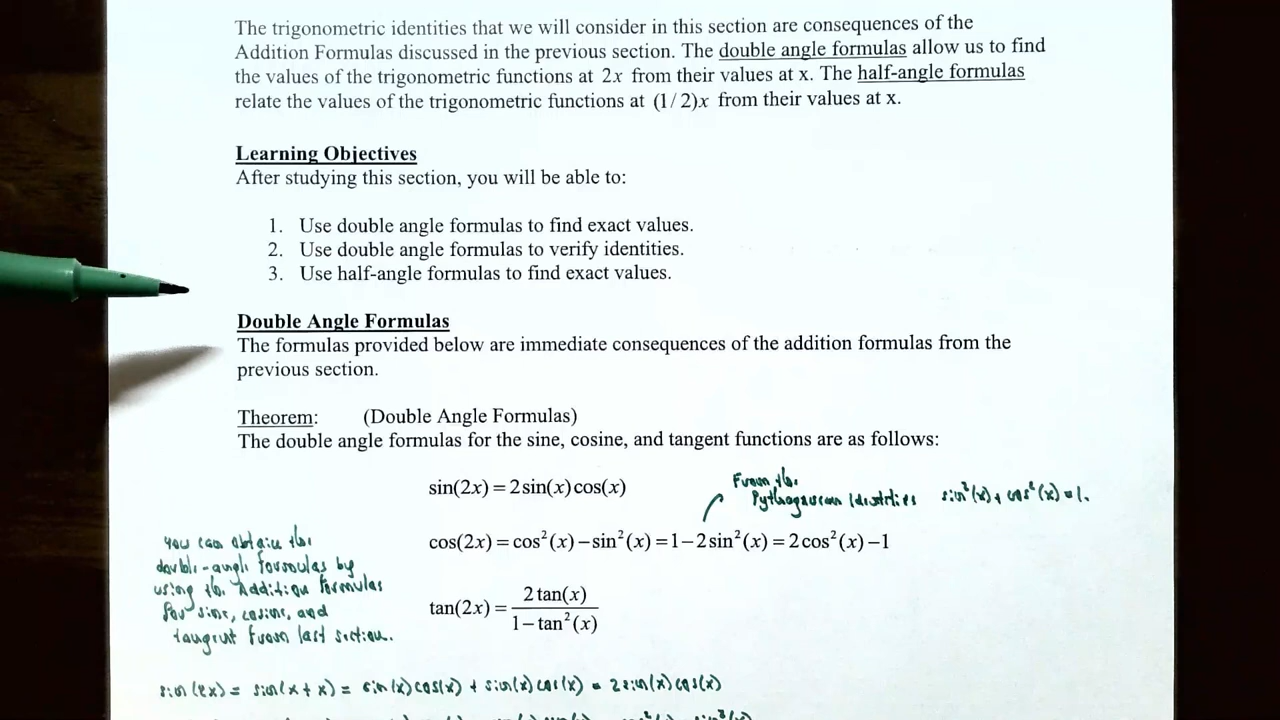 The trigonometric identities that we will consider in this section are consequences of the
Addition Formulas discussed in the previous section. The double angle formulas allow us to find
the values of the trigonometric functions at 2x from their values at x. The half-angle formulas
relate the values of the trigonometric functions at (1/2)x from their values at x.
Learning Objectives
After studying this section, you will be able to:
1. Use double angle formulas to find exact values.
2. Use double angle formulas to verify identities.
3. Use half-angle formulas to find exact values.
Double Angle Formulas
The formulas provided below are immediate consequences of the addition formulas from the
previous section.
Theorem: (Double Angle Formulas)
The double angle formulas for the sine, cosine, and tangent functions are as follows:
sin(2x) = 2sin(x)cos(x)
From the
Pythagorean Identities sin²(x) + cos²(x) = 1.
cos(2x) = cos²(x) − sin²(x) = 1 − 2sin²(x) = 2cos²(x) − 1
You can obtain the
double-angle formulas by
using the Addition Formulas
for sine, cosine, and
tangent from last section.
tan(2x) = 2tan(x) / 1 − tan²(x)
sin(2x) = sin(x + x) = sin(x)cos(x) + sin(x)cos(x) = 2sin(x)cos(x)